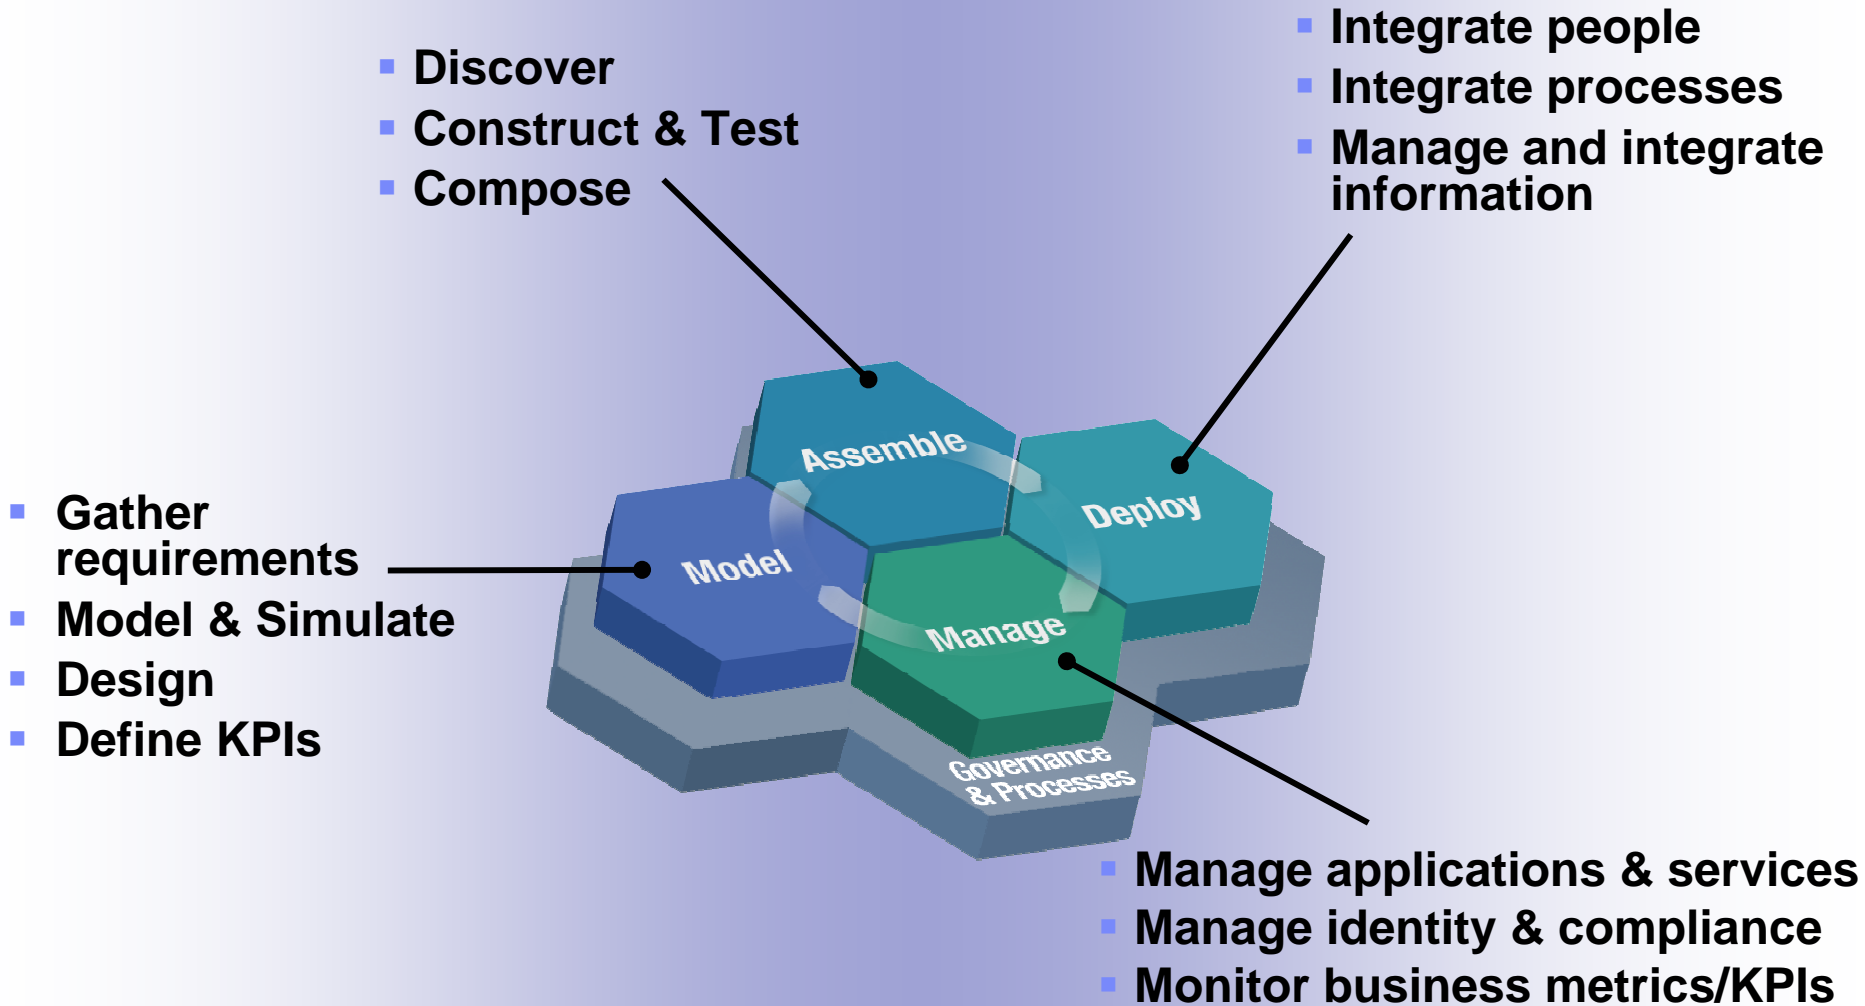 Integrate people
Integrate processes
Manage and integrate
information
Discover
Construct & Test
Compose
Assemble
Deploy
Model
Manage
Governance
& Processes
Gather
requirements
Model & Simulate
Design
Define KPIs
Manage applications & services
Manage identity & compliance
Monitor business metrics/KPIs